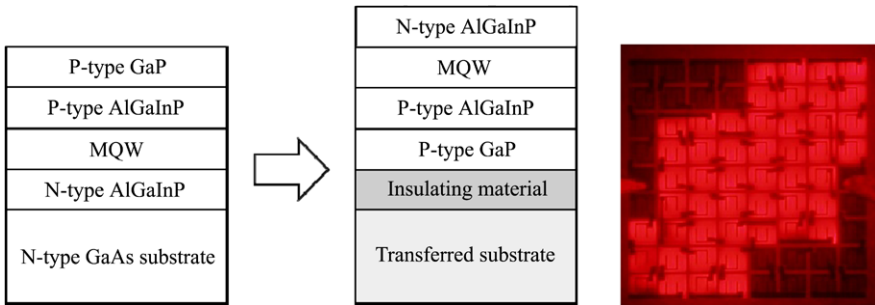 P-type GaP
P-type AlGaInP
MQW
N-type AlGaInP
N-type GaAs substrate
N-type AlGaInP
MQW
P-type AlGaInP
P-type GaP
Insulating material
Transferred substrate